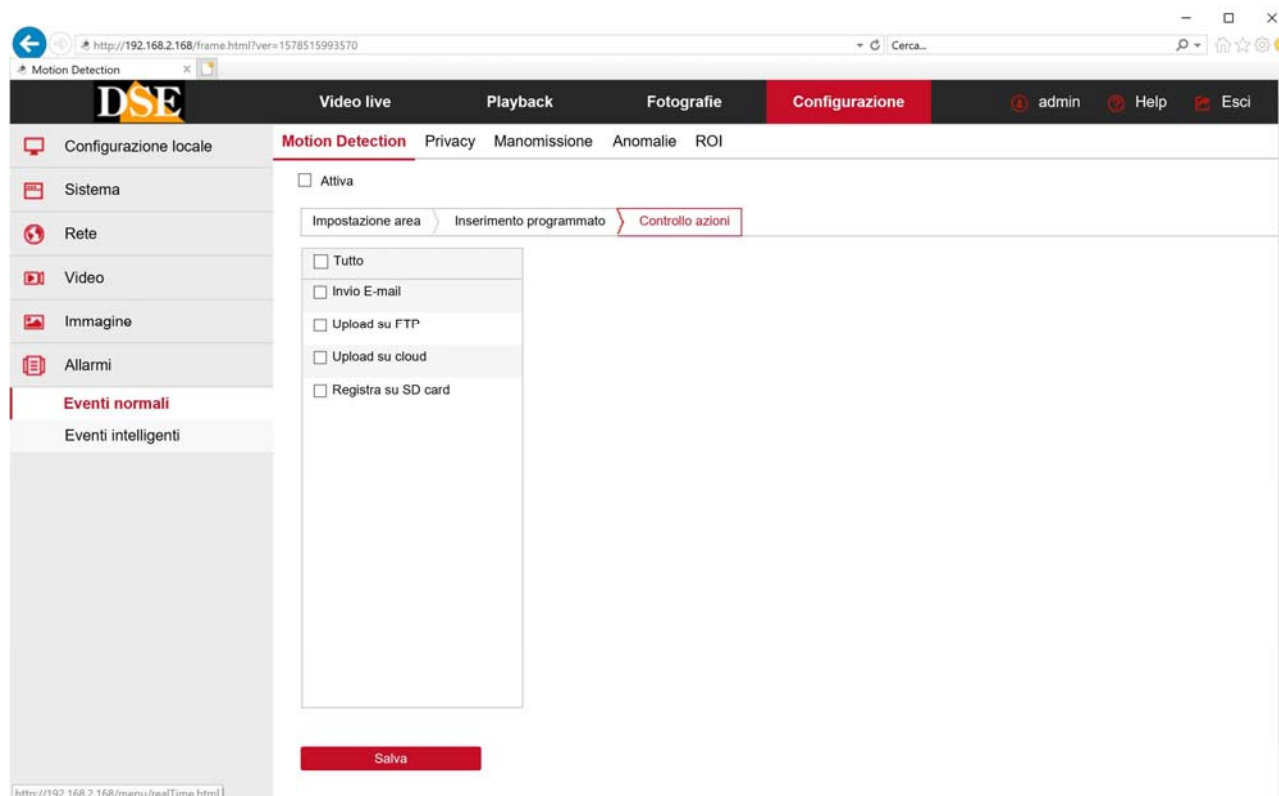 http://192.168.2.168/frame.html?ver=1578515993570
Cerca...
Motion Detection
DSE
Video live
Playback
Fotografie
Configurazione
admin
Help
Esci
Configurazione locale
Sistema
Rete
Video
Immagine
Allarmi
Eventi normali
Eventi intelligenti
Motion Detection Privacy Manomissione Anomalie ROI
Attiva
Impostazione area Inserimento programmato Controllo azioni
Tutto
Invio E-mail
Upload su FTP
Upload su cloud
Registra su SD card
Salva
http://192.168.2.168/menu/realTime.html